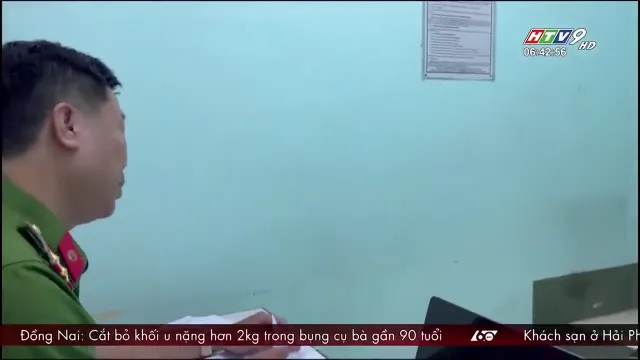 HTV9 HD
06:42:56
Đồng Nai: Cắt bỏ khối u nặng hơn 2kg trong bụng cụ bà gần 90 tuổi
60
Khách sạn ở Hải Ph